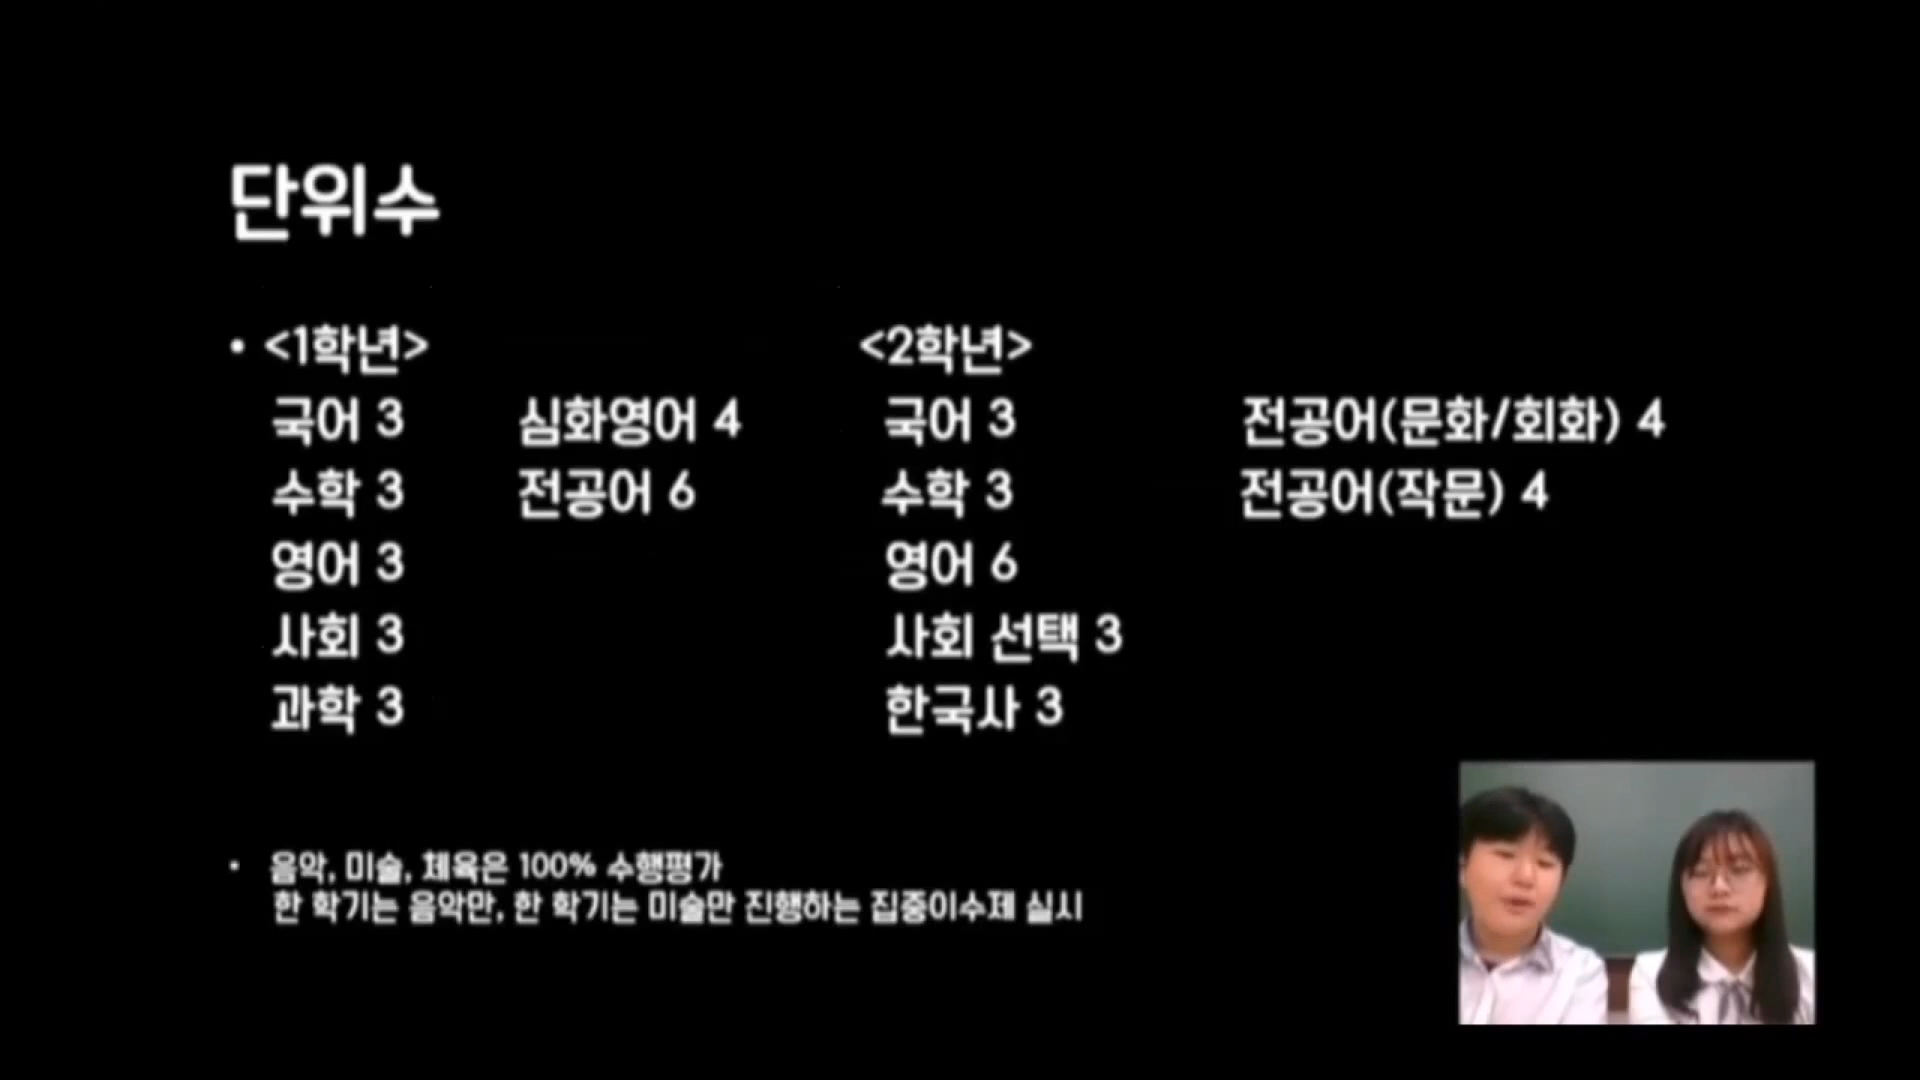 단위수
• <1학년> <2학년>
국어 3 심화영어 4 국어 3 전공어(문화/회화) 4
수학 3 전공어 6 수학 3 전공어(작문) 4
영어 3 영어 6
사회 3 사회 선택 3
과학 3 한국사 3
• 음악, 미술, 체육은 100% 수행평가
한 학기는 음악만, 한 학기는 미술만 진행하는 집중이수제 실시